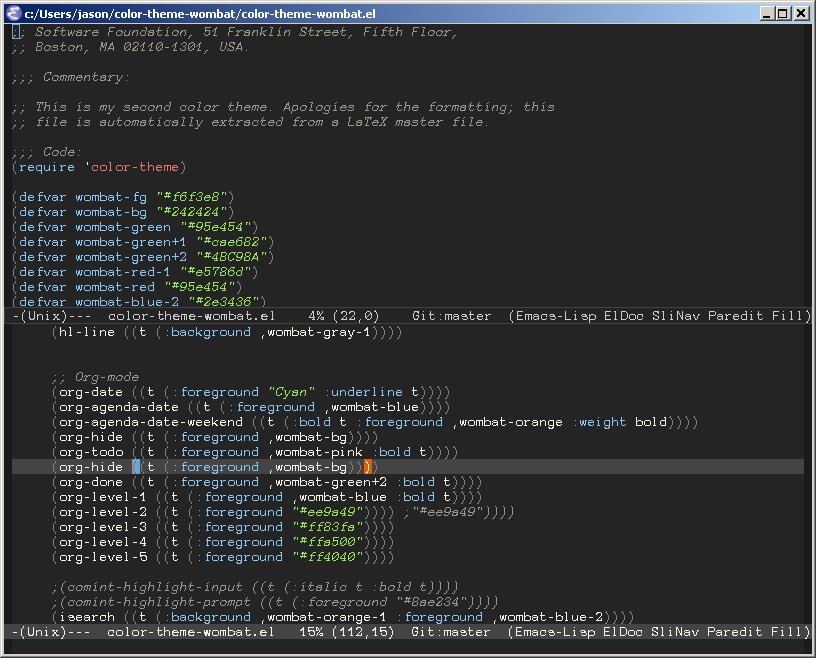 c:/Users/jason/color-theme-wombat/color-theme-wombat.el
;; Software Foundation, 51 Franklin Street, Fifth Floor,
;; Boston, MA 02110-1301, USA.
;;; Commentary:
;; This is my second color theme. Apologies for the formatting; this
;; file is automatically extracted from a LaTeX master file.
;;; Code:
(require 'color-theme)
(defvar wombat-fg "#f6f3e8")
(defvar wombat-bg "#242424")
(defvar wombat-green "#95e454")
(defvar wombat-green+1 "#cae682")
(defvar wombat-green+2 "#4BC98A")
(defvar wombat-red-1 "#e5786d")
(defvar wombat-red "#95e454")
(defvar wombat-blue-2 "#2e3436")
-(Unix)---  color-theme-wombat.el    4% (22,0)    Git:master  (Emacs-Lisp ElDoc SliNav Paredit Fill)
(hl-line ((t (:background ,wombat-gray-1))))
;; Org-mode
(org-date ((t (:foreground "Cyan" :underline t))))
(org-agenda-date ((t (:foreground ,wombat-blue))))
(org-agenda-date-weekend ((t (:bold t :foreground ,wombat-orange :weight bold))))
(org-hide ((t (:foreground ,wombat-bg))))
(org-todo ((t (:foreground ,wombat-pink :bold t))))
(org-hide ((t (:foreground ,wombat-bg))))
(org-done ((t (:foreground ,wombat-green+2 :bold t))))
(org-level-1 ((t (:foreground ,wombat-blue :bold t))))
(org-level-2 ((t (:foreground "#ee9a49")))) ;"#ee9a49"))))
(org-level-3 ((t (:foreground "#ff83fa"))))
(org-level-4 ((t (:foreground "#ffa500"))))
(org-level-5 ((t (:foreground "#ff4040"))))
;(comint-highlight-input ((t (:italic t :bold t))))
;(comint-highlight-prompt ((t (:foreground "#8ae234"))))
(isearch ((t (:background ,wombat-orange-1 :foreground ,wombat-blue-2))))
-(Unix)---  color-theme-wombat.el   15% (112,15)  Git:master  (Emacs-Lisp ElDoc SliNav Paredit Fill)